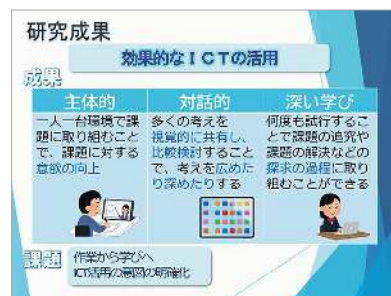 研究成果
効果的なICTの活用
成果
主体的
一人一台環境で課
題に取り組むこと
で、課題に対する
意欲の向上
対話的
多くの考えを
視覚的に共有し、
比較検討すること
で、考えを広めた
り深めたりする
深い学び
何度も試行するこ
とで課題の追究や
課題の解決などの
探求の過程に取り
組むことができる
課題
作業から学びへ
ICT活用の意図の明確化